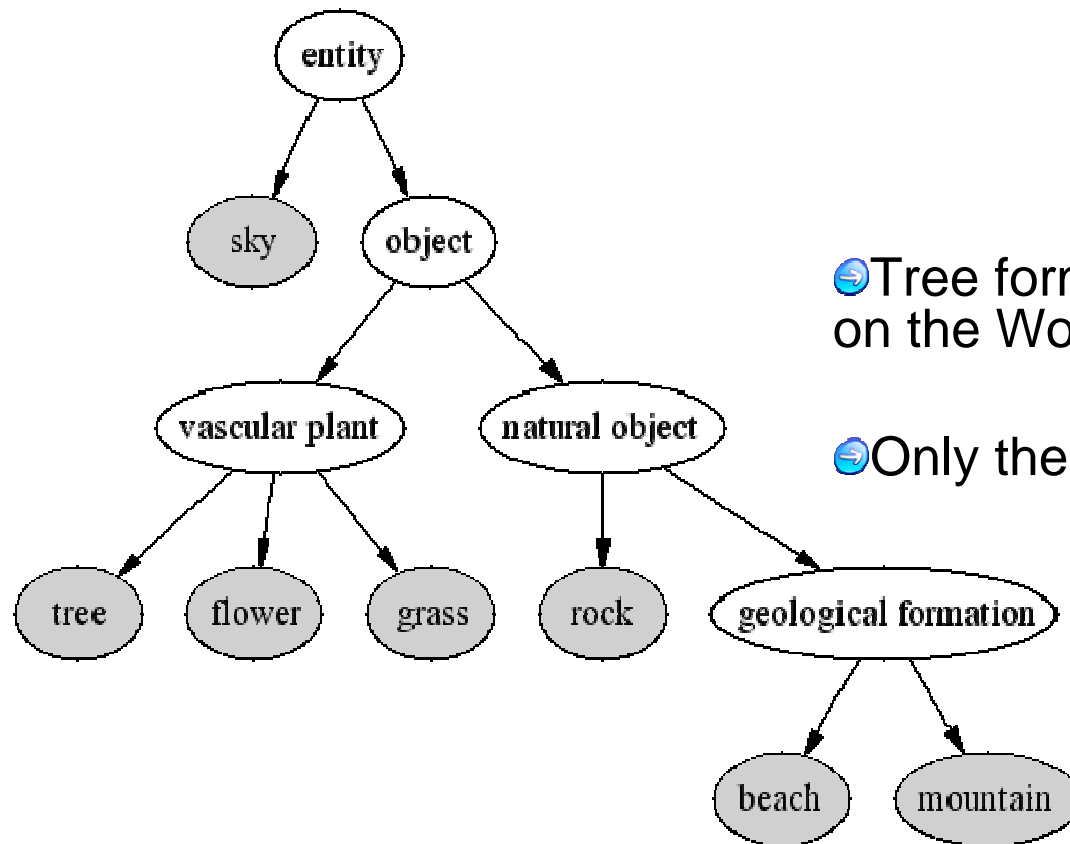 entity
sky
object
Tree for
on the Wo
vascular plant
natural object
Only the
tree
flower
grass
rock
geological formation
beach
mountain